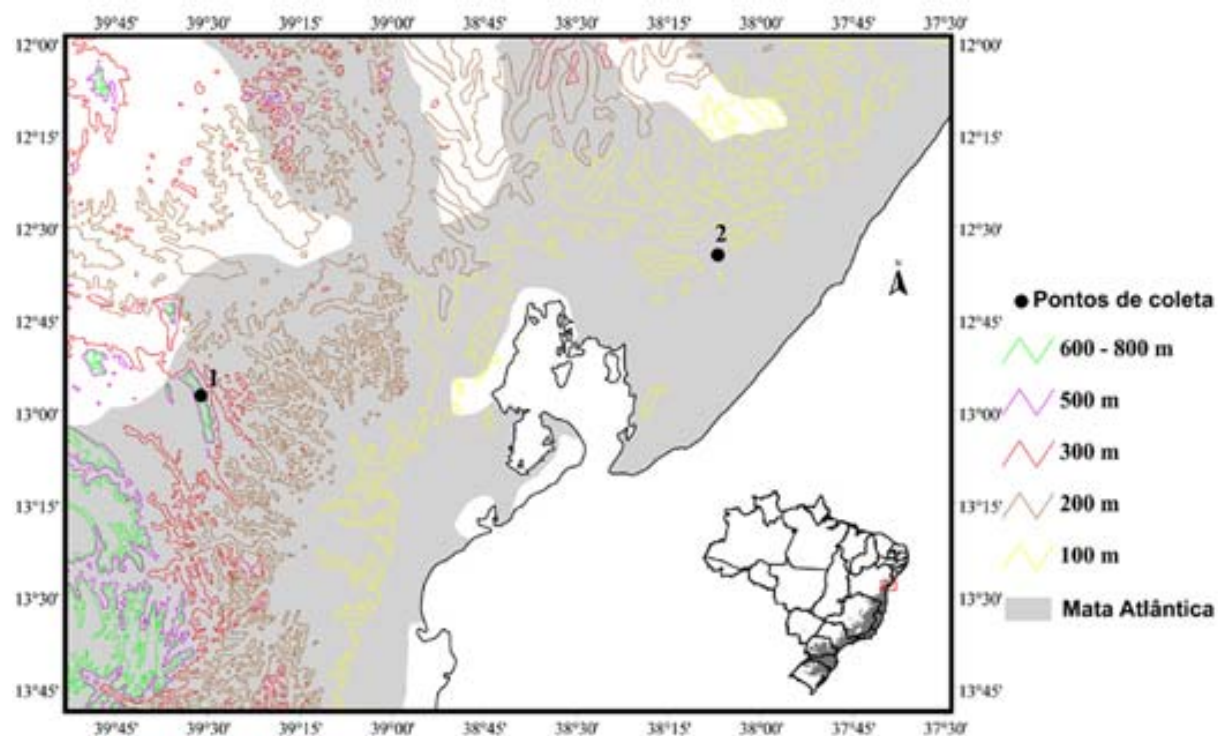 39°45' 39°30' 39°15' 39°00' 38°45' 38°30' 38°15' 38°00' 37°45' 37°30'
12°00' 12°00'
12°15' 12°15'
12°30' 2 12°30'
12°45' 12°45'
1
13°00' 13°00'
13°15' 13°15'
13°30' 13°30'
13°45' 13°45'
39°45' 39°30' 39°15' 39°00' 38°45' 38°30' 38°15' 38°00' 37°45' 37°30'
Pontos de coleta
600 - 800 m
500 m
300 m
200 m
100 m
Mata Atlântica